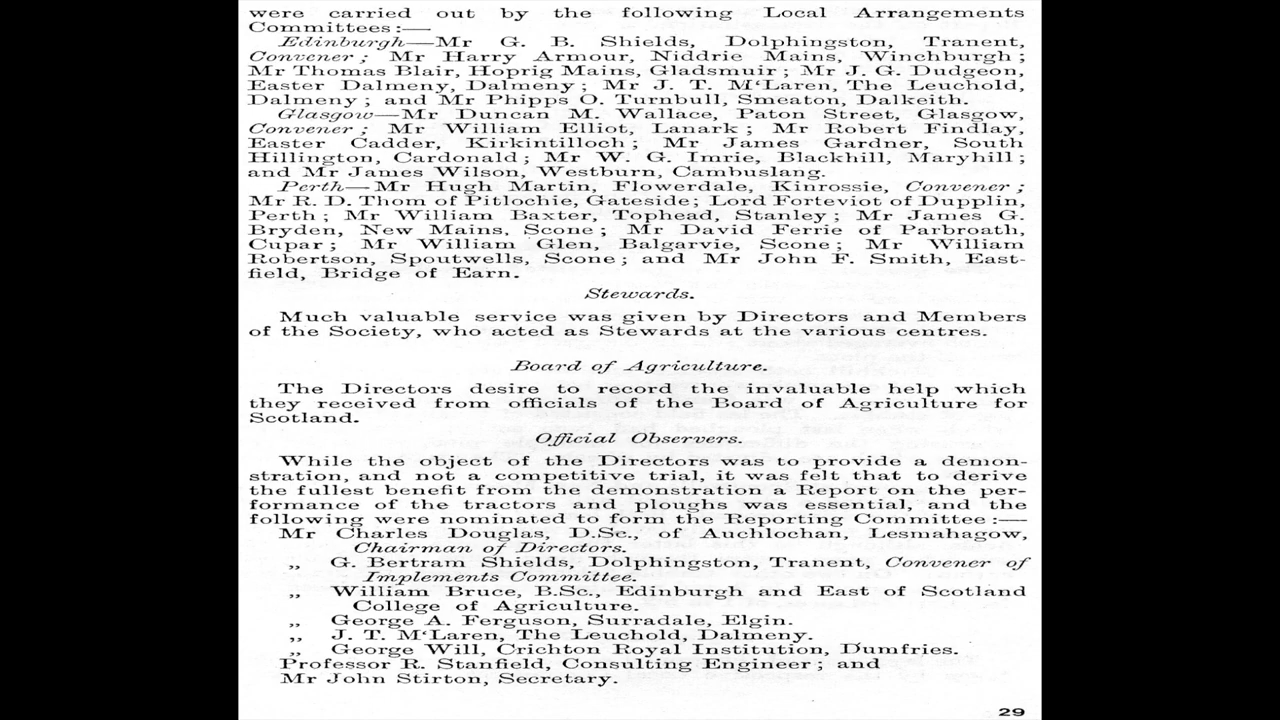 were carried out by the following Local Arrangements
Committees :—
Edinburgh—Mr G. B. Shields, Dolphingston, Tranent,
Convener ; Mr Harry Armour, Niddrie Mains, Winchburgh ;
Mr Thomas Blair, Hoprig Mains, Gladsmuir ; Mr J. G. Dudgeon,
Easter Dalmeny, Dalmeny ; Mr J. T. M‘Laren, The Leuchold,
Dalmeny ; and Mr Phipps O. Turnbull, Smeaton, Dalkeith.
Glasgow—Mr Duncan M. Wallace, Paton Street, Glasgow,
Convener ; Mr William Elliot, Lanark ; Mr Robert Findlay,
Easter Cadder, Kirkintilloch ; Mr James Gardner, South
Hillington, Cardonald ; Mr W. G. Imrie, Blackhill, Maryhill ;
and Mr James Wilson, Westburn, Cambuslang.
Perth—Mr Hugh Martin, Flowerdale, Kinrossie, Convener ;
Mr R. D. Thom of Pitlochie, Gateside ; Lord Forteviot of Dupplin,
Perth ; Mr William Baxter, Tophead, Stanley ; Mr James G.
Bryden, New Mains, Scone ; Mr David Ferrie of Parbroath,
Cupar ; Mr William Glen, Balgarvie, Scone ; Mr William
Robertson, Spoutwells, Scone ; and Mr John F. Smith, East-
field, Bridge of Earn.
Stewards.
Much valuable service was given by Directors and Members
of the Society, who acted as Stewards at the various centres.
Board of Agriculture.
The Directors desire to record the invaluable help which
they received from officials of the Board of Agriculture for
Scotland.
Official Observers.
While the object of the Directors was to provide a demon-
stration, and not a competitive trial, it was felt that to derive
the fullest benefit from the demonstration a Report on the per-
formance of the tractors and ploughs was essential, and the
following were nominated to form the Reporting Committee :—
Mr Charles Douglas, D.Sc., of Auchlochan, Lesmahagow,
Chairman of Directors.
„ G. Bertram Shields, Dolphingston, Tranent, Convener of
Implements Committee.
„ William Bruce, B.Sc., Edinburgh and East of Scotland
College of Agriculture.
„ George A. Ferguson, Surradale, Elgin.
„ J. T. M‘Laren, The Leuchold, Dalmeny.
„ George Will, Crichton Royal Institution, Dumfries.
Professor R. Stanfield, Consulting Engineer ; and
Mr John Stirton, Secretary.
29